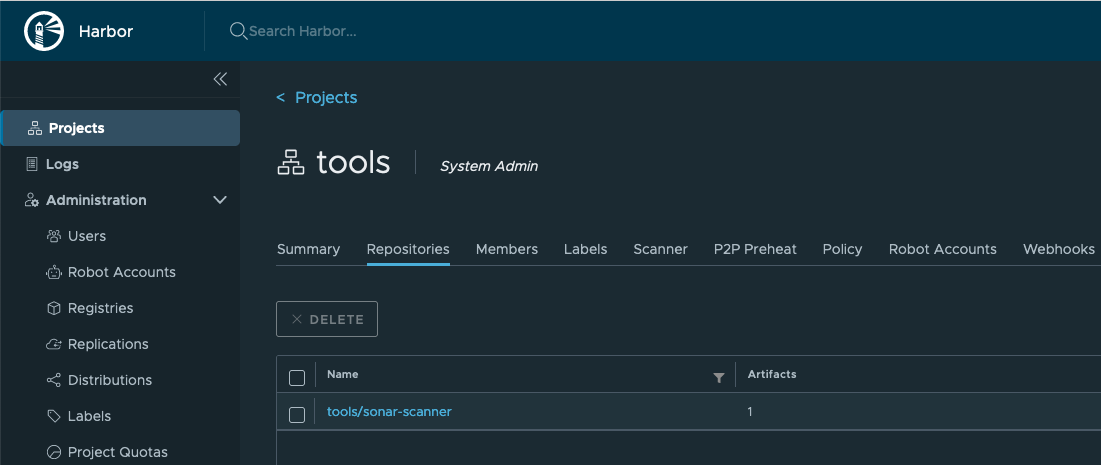 Harbor
Search Harbor...
Projects
Logs
Administration
Users
Robot Accounts
Registries
Replications
Distributions
Labels
Project Quotas
< Projects
tools
System Admin
Summary Repositories Members Labels Scanner P2P Preheat Policy Robot Accounts Webhooks
DELETE
Name Artifacts
tools/sonar-scanner 1